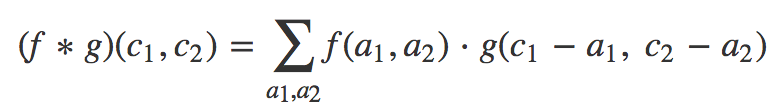 (f ∗ g)(c₁, c₂) = ∑ f(a₁, a₂) · g(c₁ − a₁, c₂ − a₂)
a₁,a₂